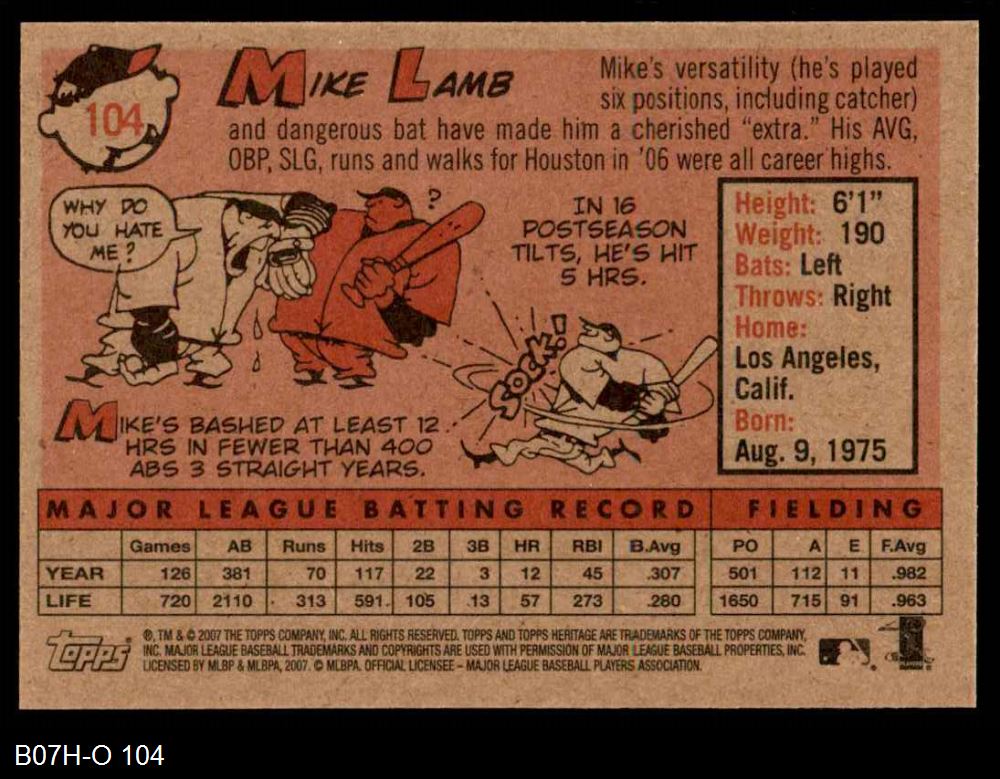 104
MIKE LAMB
Mike's versatility (he's played
six positions, including catcher)
and dangerous bat have made him a cherished "extra." His AVG,
OBP, SLG, runs and walks for Houston in '06 were all career highs.
WHY DO
YOU HATE
ME?
?
IN 16
POSTSEASON
TILTS, HE'S HIT
5 HRS.
SOCK!
MIKE'S BASHED AT LEAST 12
HRS IN FEWER THAN 400
ABS 3 STRAIGHT YEARS.
Height: 6'1"
Weight: 190
Bats: Left
Throws: Right
Home:
Los Angeles,
Calif.
Born:
Aug. 9, 1975
MAJOR LEAGUE BATTING RECORD FIELDING
Games AB Runs Hits 2B 3B HR RBI B.Avg PO A E F.Avg
YEAR 126 381 70 117 22 3 12 45 .307 501 112 11 .982
LIFE 720 2110 313 591 105 13 57 273 .280 1650 715 91 .963
Topps
®, TM & © 2007 THE TOPPS COMPANY, INC. ALL RIGHTS RESERVED. TOPPS AND TOPPS HERITAGE ARE TRADEMARKS OF THE TOPPS COMPANY,
INC. MAJOR LEAGUE BASEBALL TRADEMARKS AND COPYRIGHTS ARE USED WITH PERMISSION OF MAJOR LEAGUE BASEBALL PROPERTIES, INC.
LICENSED BY MLBP & MLBPA, 2007. © MLBPA. OFFICIAL LICENSEE – MAJOR LEAGUE BASEBALL PLAYERS ASSOCIATION.
B07H-O 104